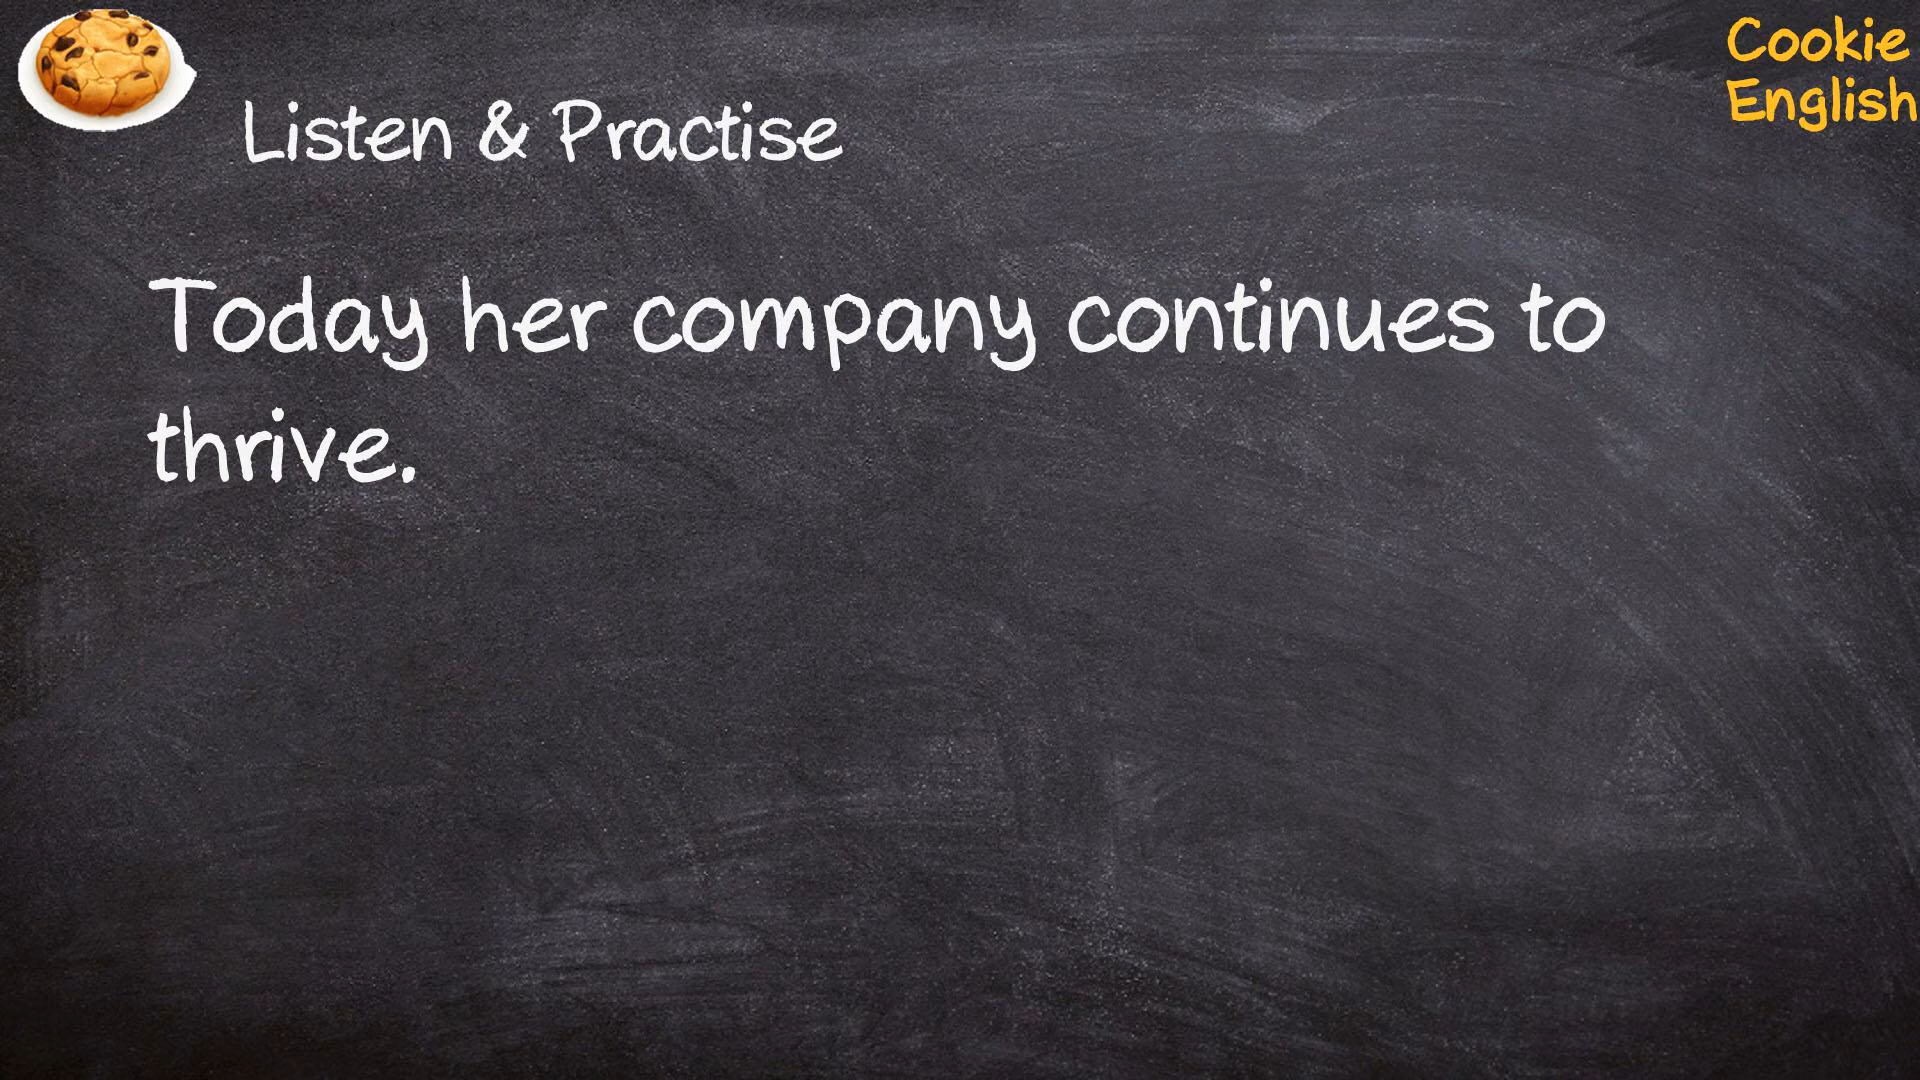 Cookie
English
Listen & Practise
Today her company continues to
thrive.